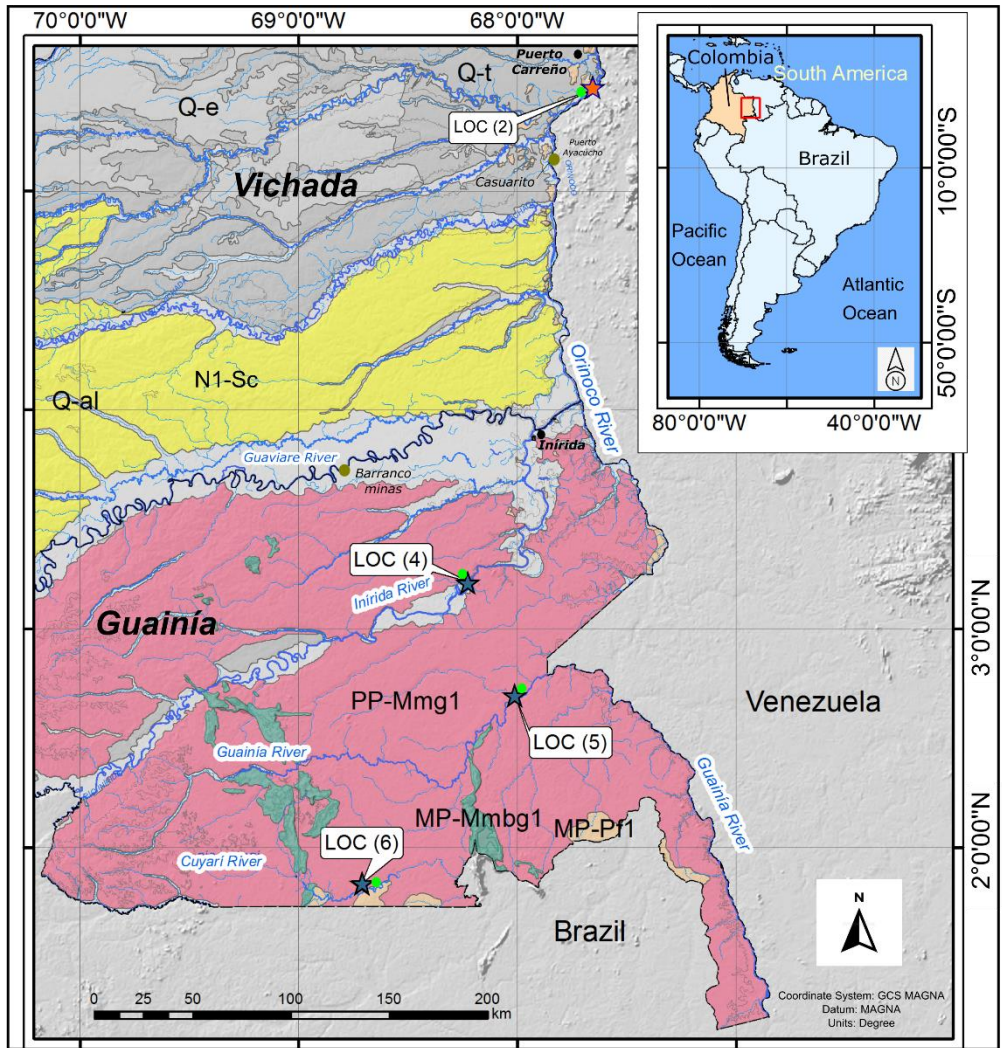 70°0'0"W
69°0'0"W
68°0'0"W
Puerto
Carreño
Q-t
Q-e
LOC (2)
Puerto
Ayacucho
Casuarito
Orinoco
Vichada
N1-Sc
Q-al
Orinoco River
Inírida
Guaviare River
Barranco
minas
LOC (4)
Inírida River
Guainía
PP-Mmg1
LOC (5)
Venezuela
Guainía River
Guainía River
MP-Mmbg1
MP-Pf1
LOC (6)
Cuyarí River
Brazil
3°0'0"N
2°0'0"N
N
0 25 50 100 150 200
km
Coordinate System: GCS MAGNA
Datum: MAGNA
Units: Degree
Colombia
South America
Brazil
Pacific
Ocean
Atlantic
Ocean
N
10°0'0"S
50°0'0"S
80°0'0"W
40°0'0"W